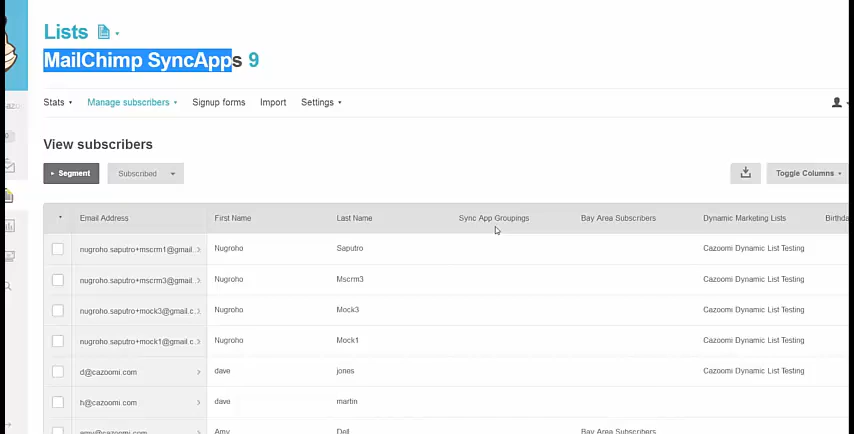 Lists
MailChimp SyncApps 9
Stats Manage subscribers Signup forms Import Settings
View subscribers
Segment Subscribed Toggle Columns
Email Address First Name Last Name Sync App Groupings Bay Area Subscribers Dynamic Marketing Lists Birthda
nugroho.saputro+mscrm1@gmail. Nugroho Saputro Cazoomi Dynamic List Testing
nugroho.saputro+mscrm3@gmail. Nugroho Mscrm3 Cazoomi Dynamic List Testing
nugroho.saputro+mock3@gmail.c. Nugroho Mock3 Cazoomi Dynamic List Testing
nugroho.saputro+mock1@gmail.c. Nugroho Mock1 Cazoomi Dynamic List Testing
d@cazoomi.com dave jones Cazoomi Dynamic List Testing
h@cazoomi.com dave martin
amy@cazoomi.com Amy Dell Bay Area Subscribers